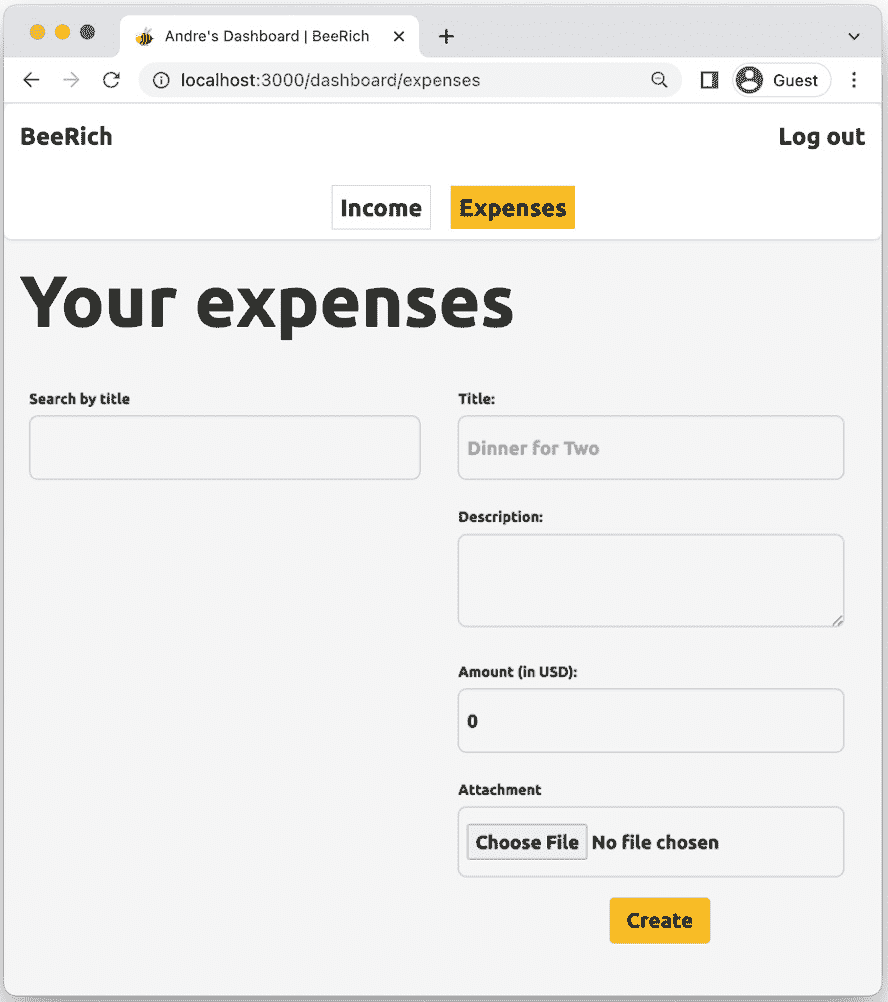 Andre's Dashboard | BeeRich
localhost:3000/dashboard/expenses
Guest
BeeRich
Log out
Income
Expenses
Your expenses
Search by title
Title:
Dinner for Two
Description:
Amount (in USD):
0
Attachment
Choose File No file chosen
Create